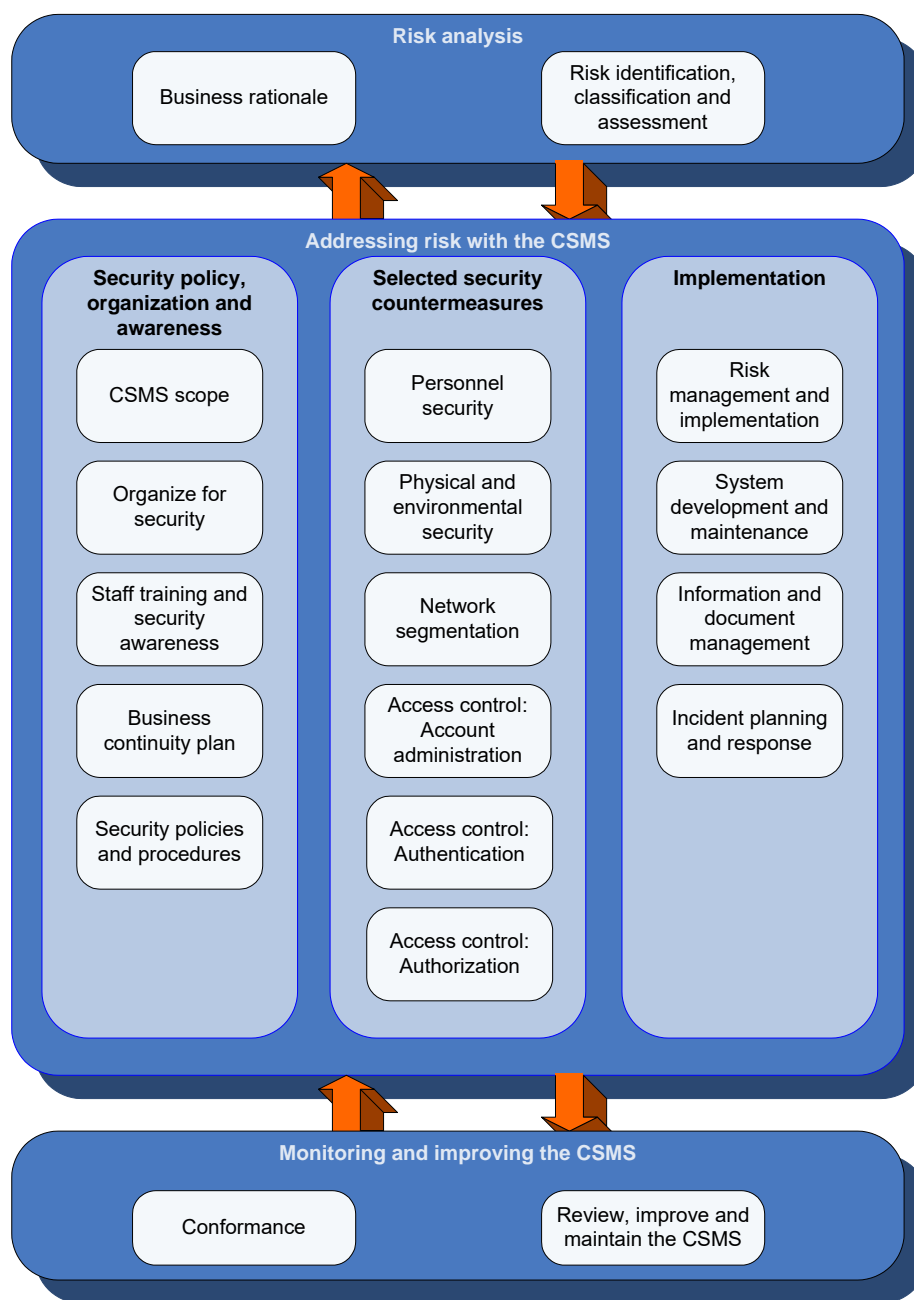 Risk analysis
Business rationale
Risk identification,
classification and
assessment
Addressing risk with the CSMS
Security policy,
organization and
awareness
CSMS scope
Organize for
security
Staff training and
security
awareness
Business
continuity plan
Security policies
and procedures
Selected security
countermeasures
Personnel
security
Physical and
environmental
security
Network
segmentation
Access control:
Account
administration
Access control:
Authentication
Access control:
Authorization
Implementation
Risk
management and
implementation
System
development and
maintenance
Information and
document
management
Incident planning
and response
Monitoring and improving the CSMS
Conformance
Review, improve and
maintain the CSMS